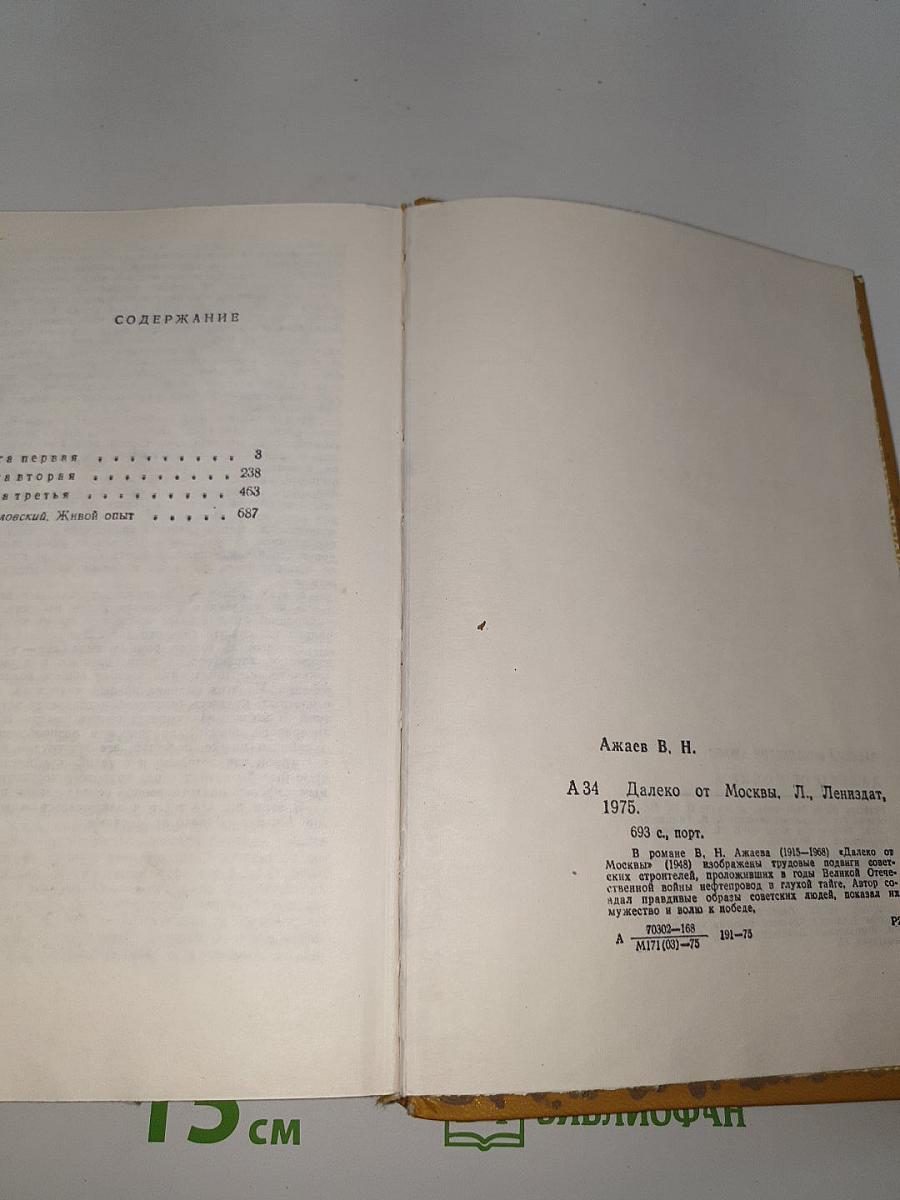 СОДЕРЖАНИЕ
га первая . . . . . . . . . 3
а вторая . . . . . . . . . 238
а третья . . . . . . . . . 463
мовский. Живой опыт . . . . . 687
Ажаев В. Н.
А 34 Далеко от Москвы. Л., Лениздат,
1975.
693 с., порт.
В романе В. Н. Ажаева (1915—1968) «Далеко от
Москвы» (1948) изображены трудовые подвиги совет-
ских строителей, проложивших в годы Великой Отече-
ственной войны нефтепровод в глухой тайге. Автор со-
здал правдивые образы советских людей, показал их
мужество и волю к победе.
А 70302—168 191—75
М171(03)—75
Р2
15 см
БИБЛИОФАН